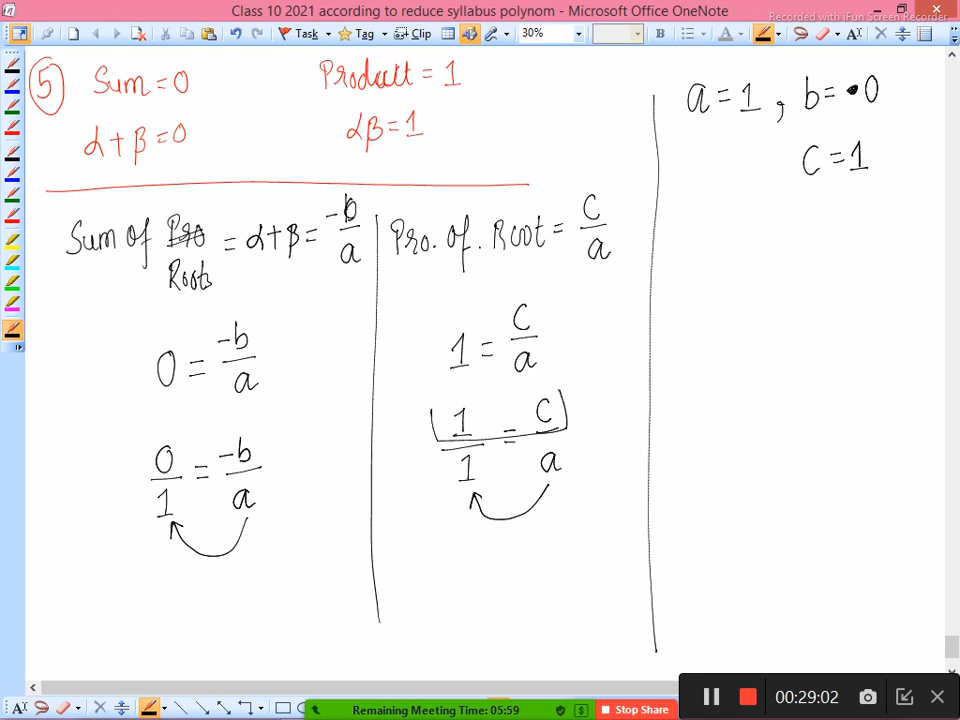 Class 10 2021 according to reduce syllabus polynom - Microsoft Office OneNote
Recorded with iFun Screen Recorder
Task Tag Clip 30% B A
5 Sum = 0 Product = 1
α + β = 0 αβ = 1
a = 1 , b = 0
c = 1
Sum of Pro Roots = α + β = -b/a
Pro. of. Root = c/a
0 = -b/a
1 = c/a
0/1 = -b/a
1/1 = c/a
Remaining Meeting Time: 05:59 Stop Share
00:29:02